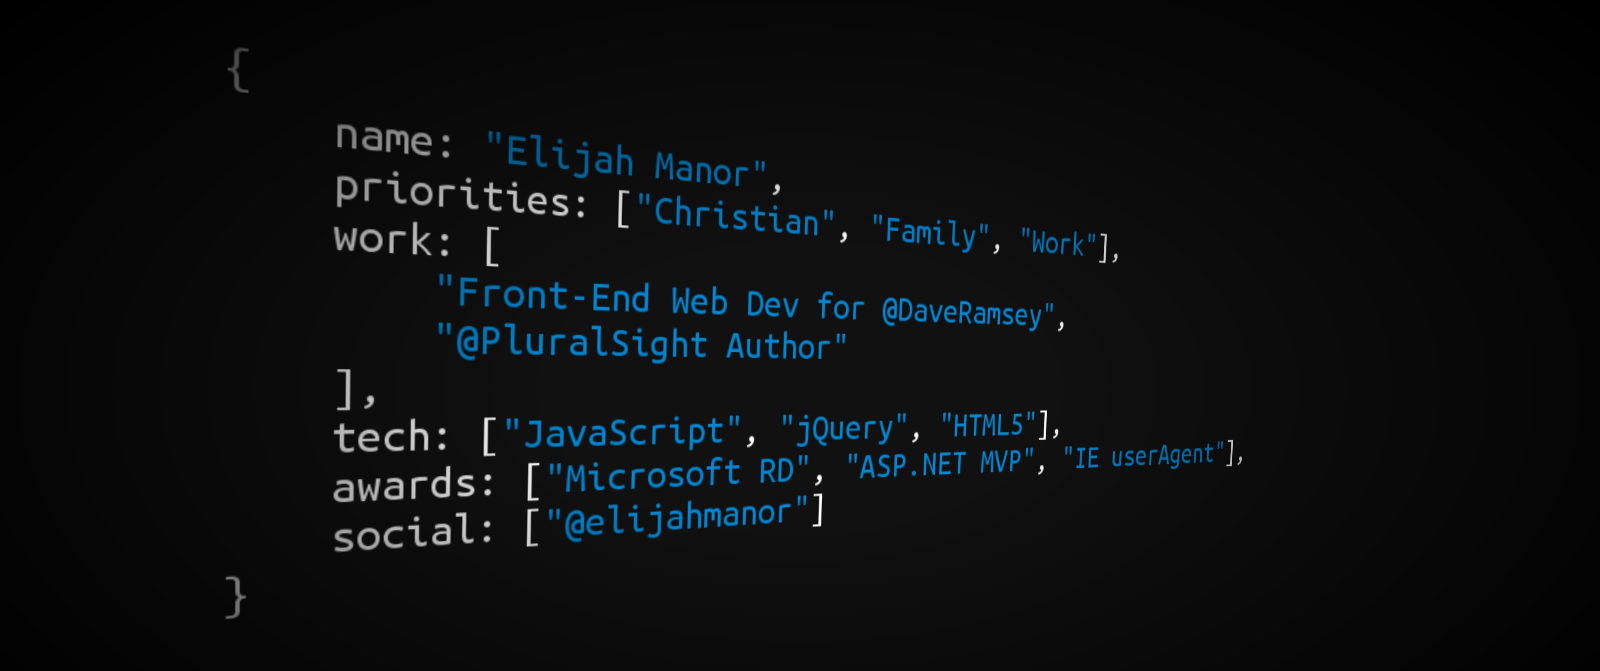 {
name: "Elijah Manor",
priorities: ["Christian", "Family", "Work"],
work: [
"Front-End Web Dev for @DaveRamsey",
"@PluralSight Author"
],
tech: ["JavaScript", "jQuery", "HTML5"],
awards: ["Microsoft RD", "ASP.NET MVP", "IE userAgent"],
social: ["@elijahmanor"]
}